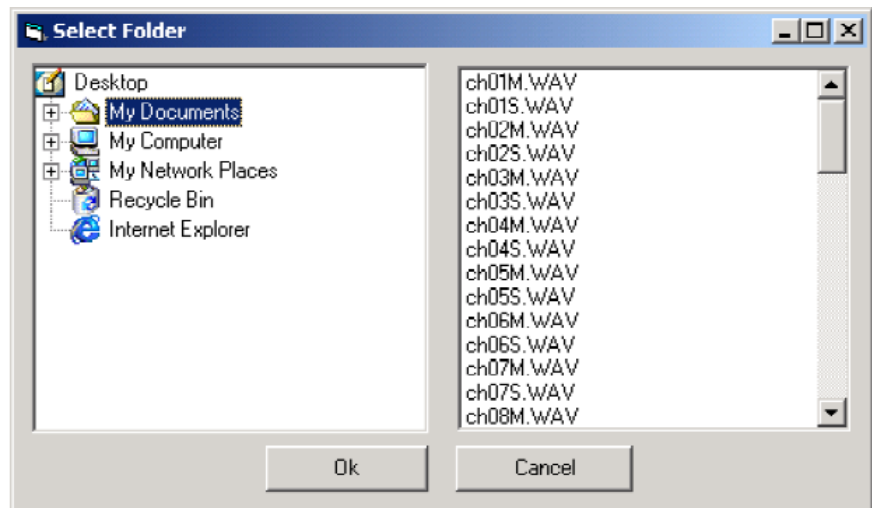 Select Folder
Desktop
My Documents
My Computer
My Network Places
Recycle Bin
Internet Explorer
ch01M.WAV
ch01S.WAV
ch02M.WAV
ch02S.WAV
ch03M.WAV
ch03S.WAV
ch04M.WAV
ch04S.WAV
ch05M.WAV
ch05S.WAV
ch06M.WAV
ch06S.WAV
ch07M.WAV
ch07S.WAV
ch08M.WAV
Ok
Cancel